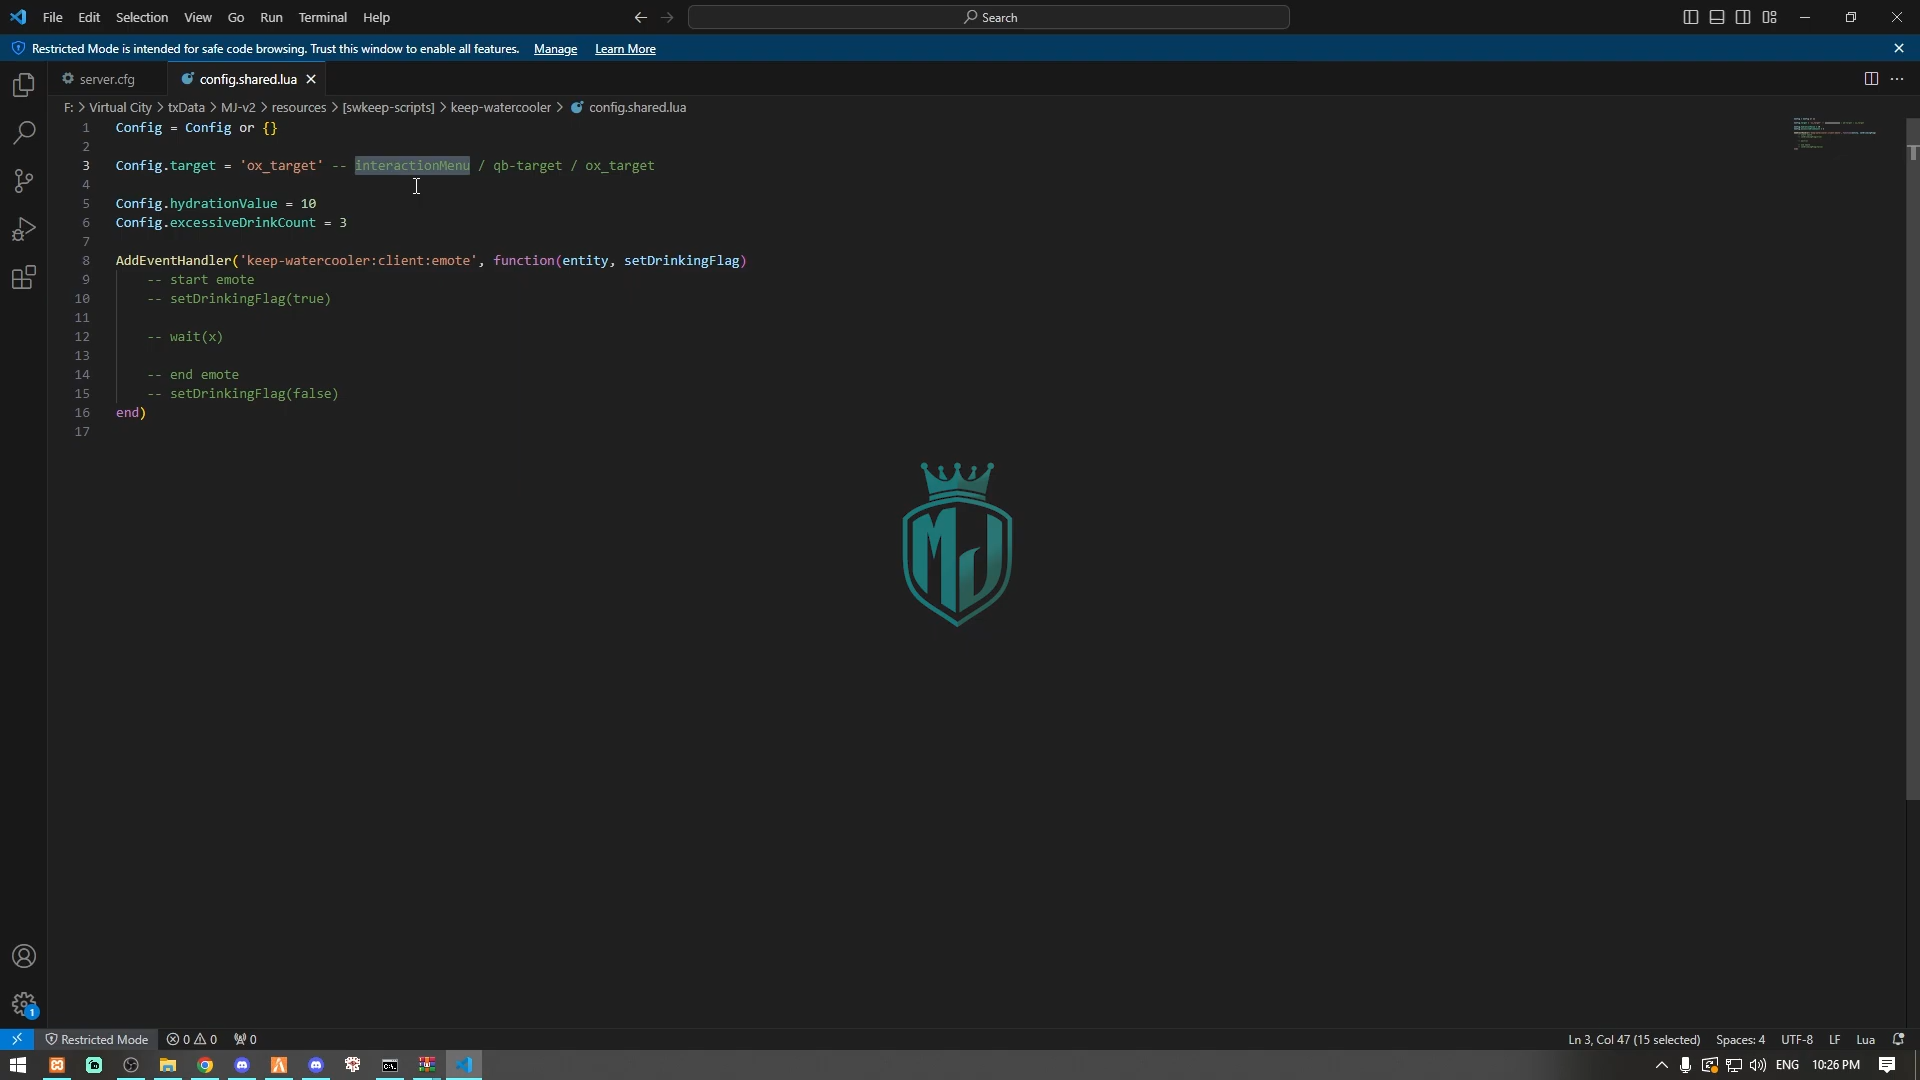 File Edit Selection View Go Run Terminal Help
Search
Restricted Mode is intended for safe code browsing. Trust this window to enable all features. Manage Learn More
server.cfg
config.shared.lua
F: > Virtual City > txData > MJ-v2 > resources > [swkeep-scripts] > keep-watercooler > config.shared.lua
1 Config = Config or {}
2
3 Config.target = 'ox_target' -- interactionMenu / qb-target / ox_target
4
5 Config.hydrationValue = 10
6 Config.excessiveDrinkCount = 3
7
8 AddEventHandler('keep-watercooler:client:emote', function(entity, setDrinkingFlag)
9 -- start emote
10 -- setDrinkingFlag(true)
11
12 -- wait(x)
13
14 -- end emote
15 -- setDrinkingFlag(false)
16 end)
17
MJ
1
Restricted Mode 0 0 0
Ln 3, Col 47 (15 selected) Spaces: 4 UTF-8 LF Lua
ENG 10:26 PM